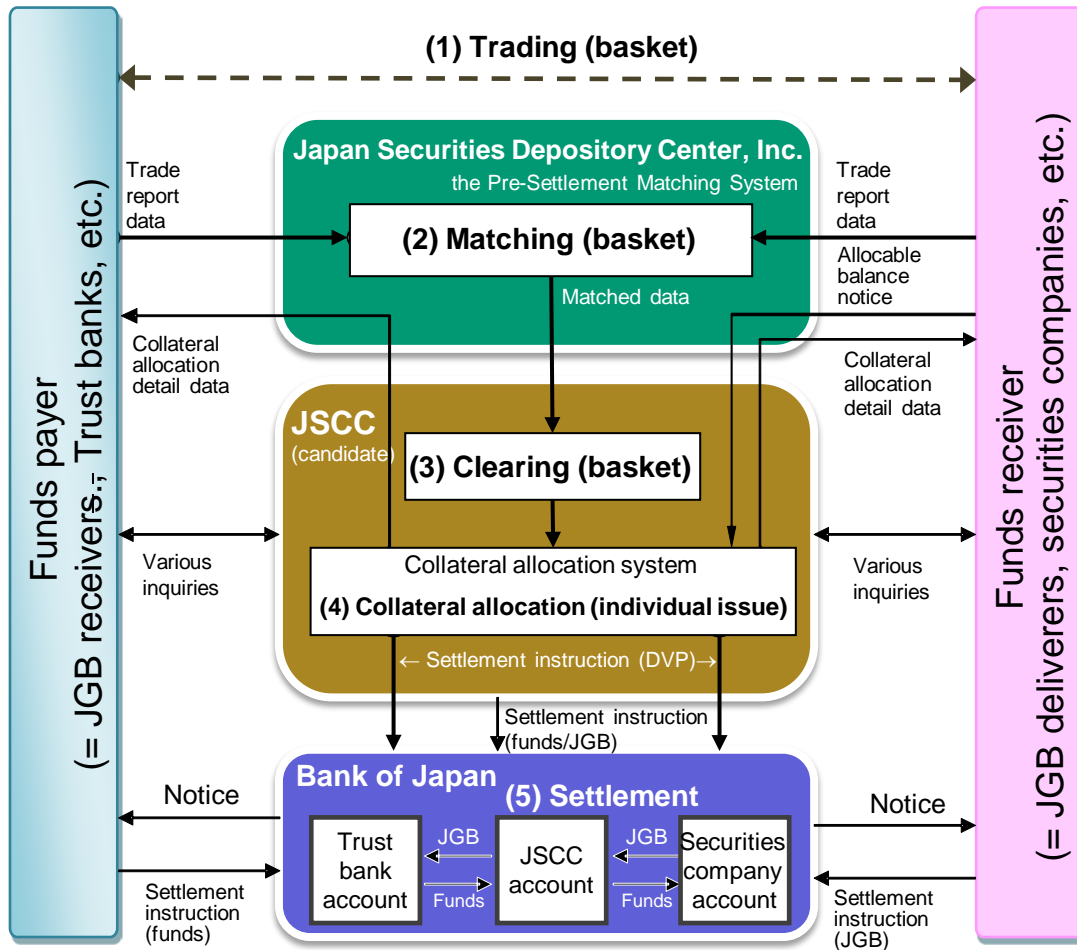 (1) Trading (basket)
Funds payer
(= JGB receivers., Trust banks, etc.)
Funds receiver
(= JGB deliverers, securities companies, etc.)
Japan Securities Depository Center, Inc.
the Pre-Settlement Matching System
Trade
report
data
(2) Matching (basket)
Trade
report
data
Allocable
balance
notice
Matched data
Collateral
allocation
detail data
Collateral
allocation
detail data
JSCC
(candidate)
(3) Clearing (basket)
Various
inquiries
Collateral allocation system
(4) Collateral allocation (individual issue)
Various
inquiries
← Settlement instruction (DVP)→
Settlement instruction
(funds/JGB)
Bank of Japan
(5) Settlement
Notice
Notice
Trust
bank
account
JGB
Funds
JSCC
account
JGB
Funds
Securities
company
account
Settlement
instruction
(funds)
Settlement
instruction
(JGB)